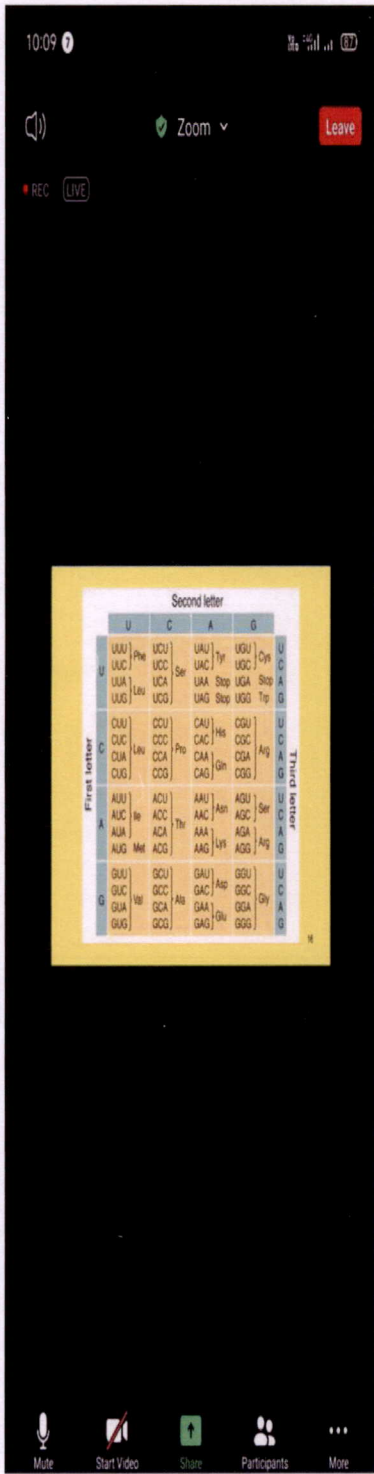 10:09 7 87
Zoom Leave
REC LIVE
Second letter
U C A G
First letter
Third letter
U
UUU Phe UCU Ser UAU Tyr UGU Cys U
UUC UCC UAC UGC C
UUA Leu UCA UAA Stop UGA Stop A
UUG UCG UAG Stop UGG Trp G
C
CUU Leu CCU Pro CAU His CGU Arg U
CUC CCC CAC CGC C
CUA CCA CAA Gln CGA A
CUG CCG CAG CGG G
A
AUU Ile ACU Thr AAU Asn AGU Ser U
AUC ACC AAC AGC C
AUA ACA AAA Lys AGA Arg A
AUG Met ACG AAG AGG G
G
GUU Val GCU Ala GAU Asp GGU Gly U
GUC GCC GAC GGC C
GUA GCA GAA Glu GGA A
GUG GCG GAG GGG G
16
Mute Start Video Share Participants More